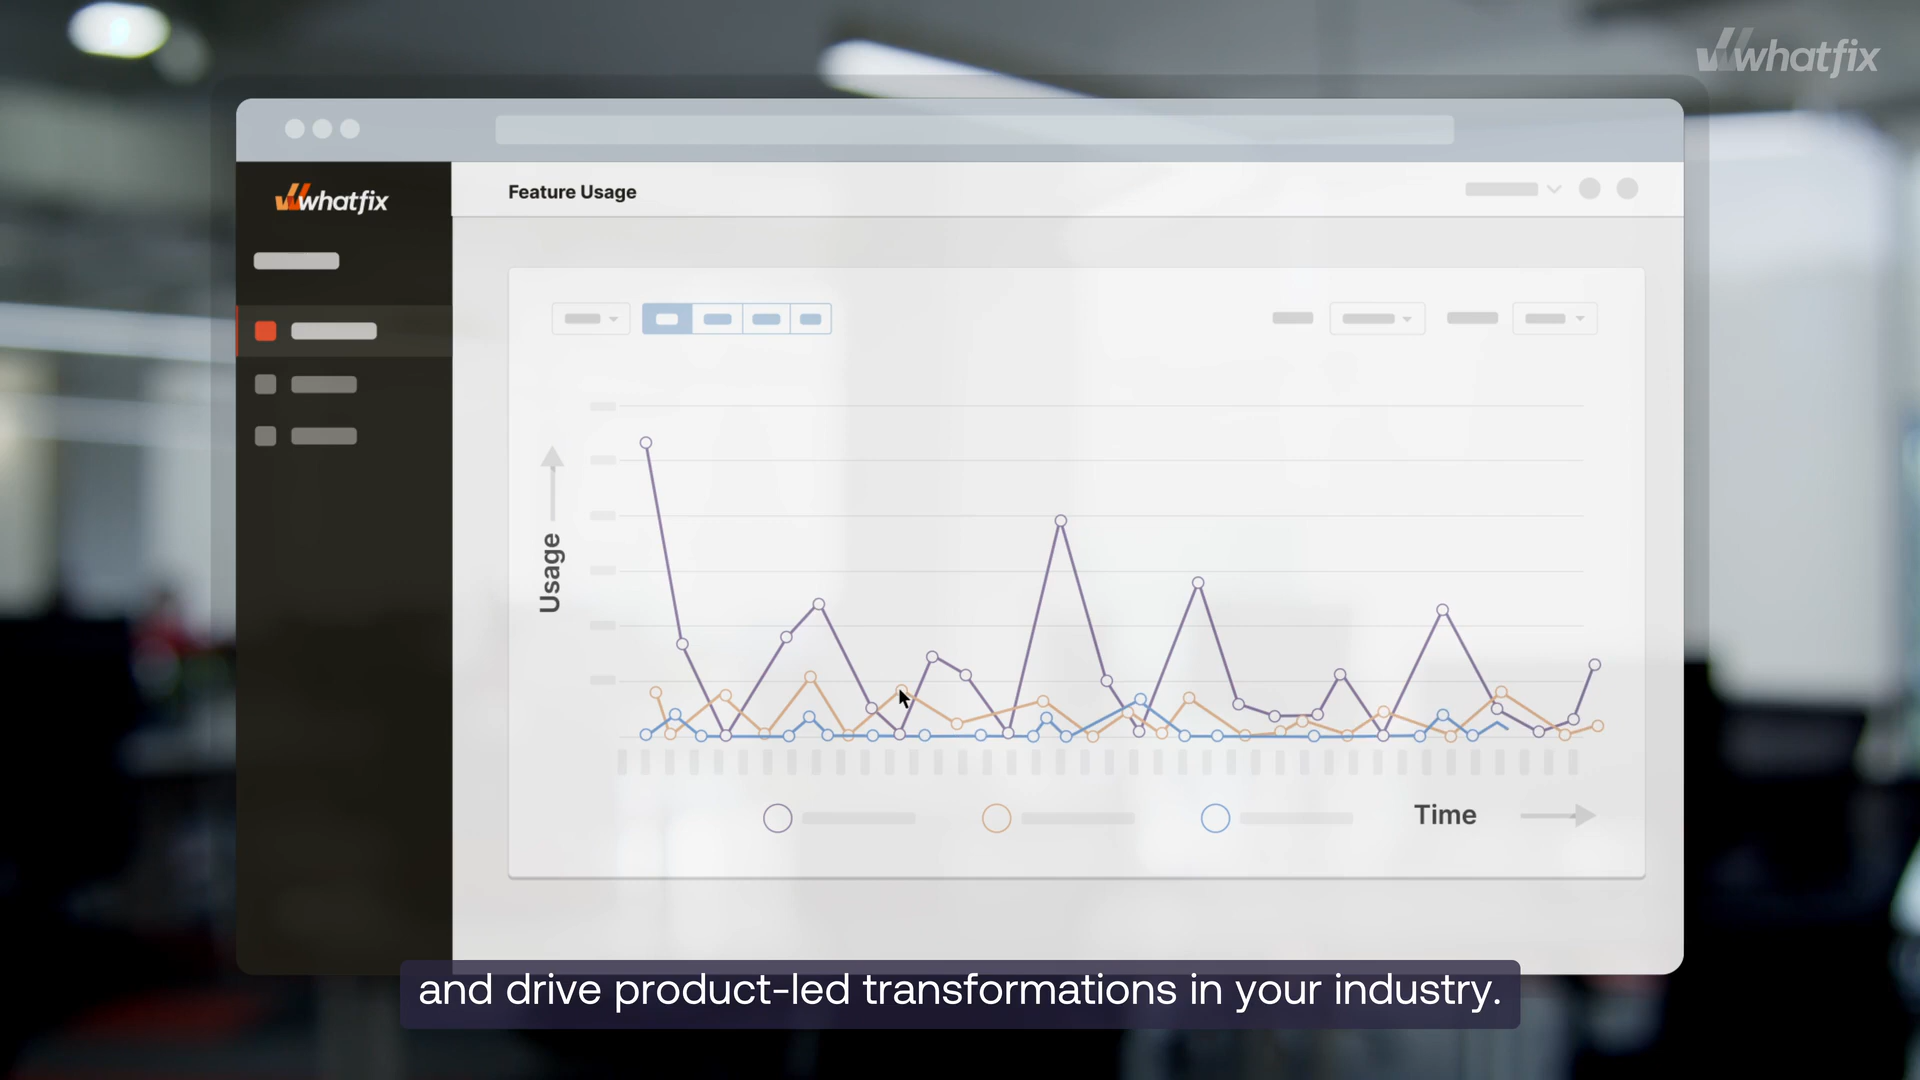 whatfix
whatfix
Feature Usage
Usage
Time
and drive product-led transformations in your industry.